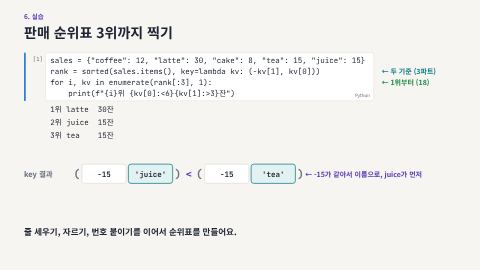 6. 실습
판매 순위표 3위까지 찍기
[1] sales = {"coffee": 12, "latte": 30, "cake": 8, "tea": 15, "juice": 15}
rank = sorted(sales.items(), key=lambda kv: (-kv[1], kv[0])) ← 두 기준 (3파트)
for i, kv in enumerate(rank[:3], 1): ← 1위부터 (18)
print(f"{i}위 {kv[0]:<6}{kv[1]:>3}잔")
Python
1위 latte 30잔
2위 juice 15잔
3위 tea 15잔
key 결과 ( -15 'juice' ) < ( -15 'tea' ) ← -15가 같아서 이름으로, juice가 먼저
줄 세우기, 자르기, 번호 붙이기를 이어서 순위표를 만들어요.